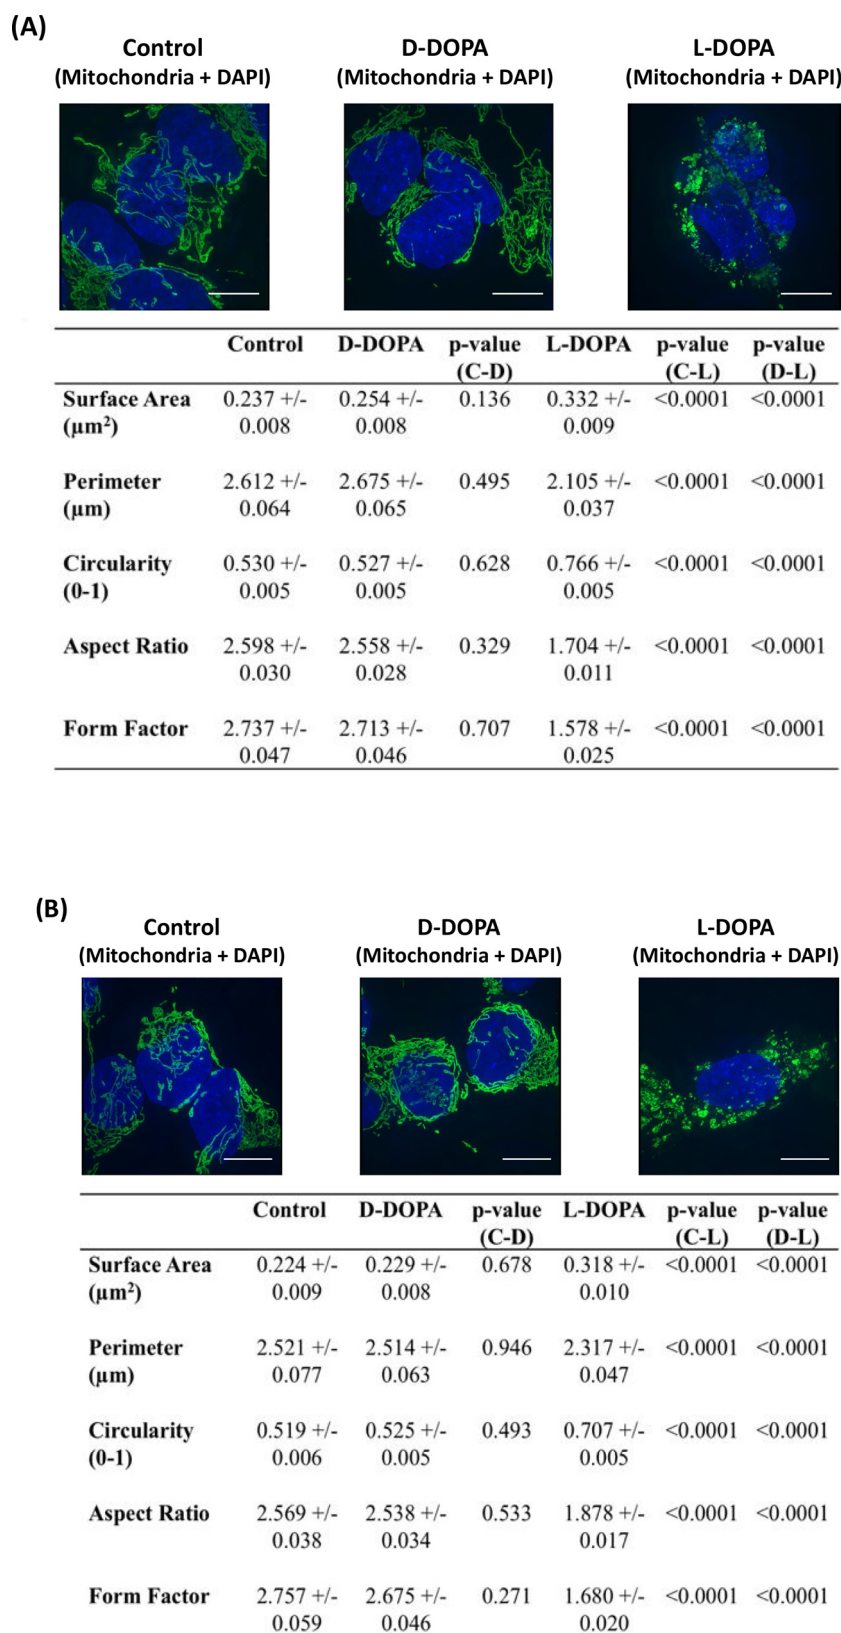 (A)
Control
(Mitochondria + DAPI)
D-DOPA
(Mitochondria + DAPI)
L-DOPA
(Mitochondria + DAPI)
Control D-DOPA p-value L-DOPA p-value p-value
(C-D) (C-L) (D-L)
Surface Area 0.237 +/- 0.254 +/- 0.136 0.332 +/- <0.0001 <0.0001
(µm²) 0.008 0.008 0.009
Perimeter 2.612 +/- 2.675 +/- 0.495 2.105 +/- <0.0001 <0.0001
(µm) 0.064 0.065 0.037
Circularity 0.530 +/- 0.527 +/- 0.628 0.766 +/- <0.0001 <0.0001
(0-1) 0.005 0.005 0.005
Aspect Ratio 2.598 +/- 2.558 +/- 0.329 1.704 +/- <0.0001 <0.0001
0.030 0.028 0.011
Form Factor 2.737 +/- 2.713 +/- 0.707 1.578 +/- <0.0001 <0.0001
0.047 0.046 0.025
(B)
Control
(Mitochondria + DAPI)
D-DOPA
(Mitochondria + DAPI)
L-DOPA
(Mitochondria + DAPI)
Control D-DOPA p-value L-DOPA p-value p-value
(C-D) (C-L) (D-L)
Surface Area 0.224 +/- 0.229 +/- 0.678 0.318 +/- <0.0001 <0.0001
(µm²) 0.009 0.008 0.010
Perimeter 2.521 +/- 2.514 +/- 0.946 2.317 +/- <0.0001 <0.0001
(µm) 0.077 0.063 0.047
Circularity 0.519 +/- 0.525 +/- 0.493 0.707 +/- <0.0001 <0.0001
(0-1) 0.006 0.005 0.005
Aspect Ratio 2.569 +/- 2.538 +/- 0.533 1.878 +/- <0.0001 <0.0001
0.038 0.034 0.017
Form Factor 2.757 +/- 2.675 +/- 0.271 1.680 +/- <0.0001 <0.0001
0.059 0.046 0.020